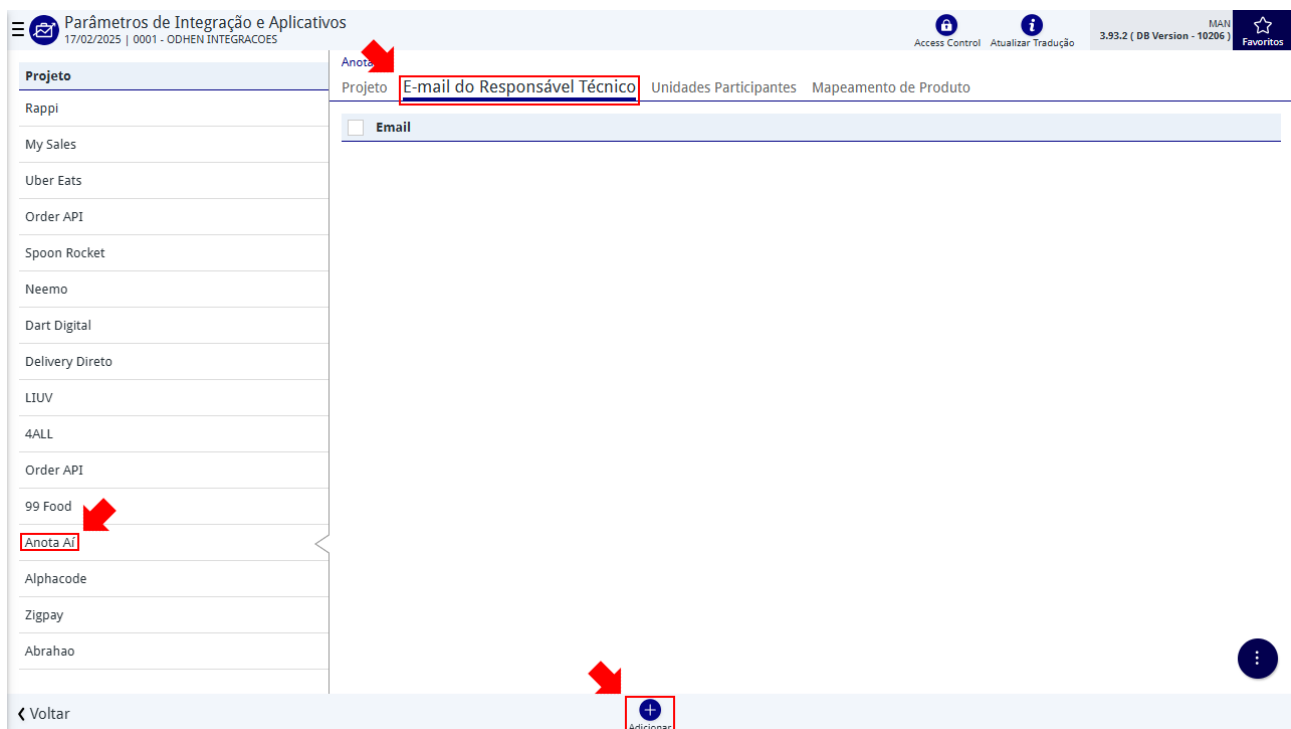 Parâmetros de Integração e Aplicativos
17/02/2025 | 0001 - ODHEN INTEGRACOES
Access Control
Atualizar Tradução
MAN
3.93.2 ( DB Version - 10206 )
Favoritos
Projeto
Rappi
My Sales
Uber Eats
Order API
Spoon Rocket
Neemo
Dart Digital
Delivery Direto
LIUV
4ALL
Order API
99 Food
Anota Aí
Alphacode
Zigpay
Abrahao
Anota
Projeto E-mail do Responsável Técnico Unidades Participantes Mapeamento de Produto
Email
Voltar
Adicionar